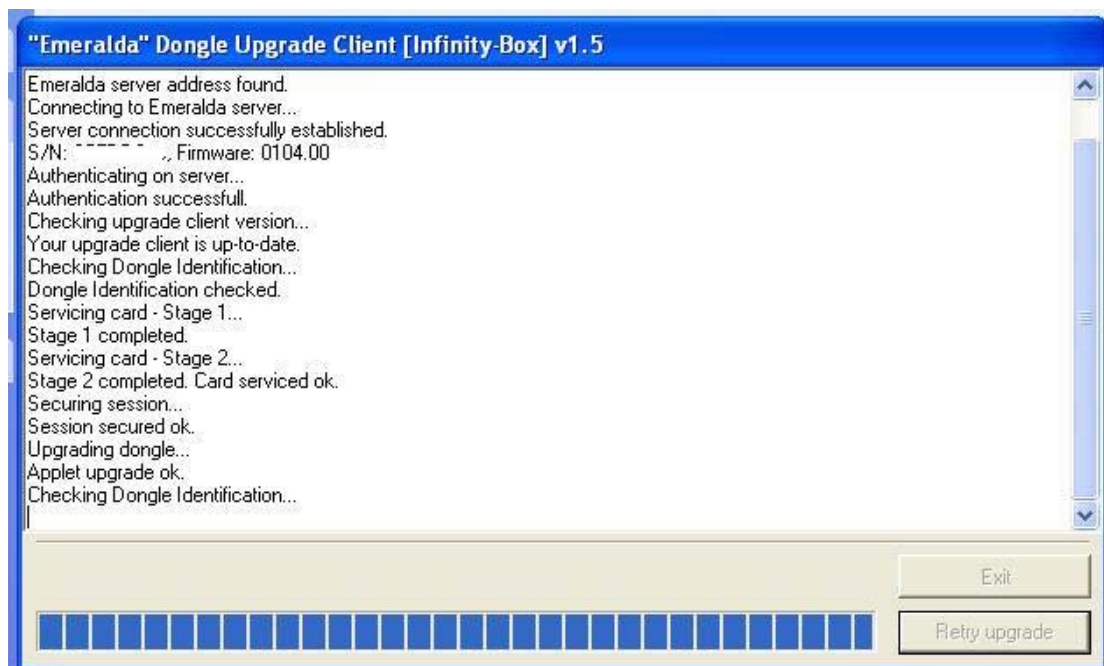 "Emeralda" Dongle Upgrade Client [Infinity-Box] v1.5
Emeralda server address found.
Connecting to Emeralda server...
Server connection successfully established.
S/N: , Firmware: 0104.00
Authenticating on server...
Authentication successfull.
Checking upgrade client version...
Your upgrade client is up-to-date.
Checking Dongle Identification...
Dongle Identification checked.
Servicing card - Stage 1...
Stage 1 completed.
Servicing card - Stage 2...
Stage 2 completed. Card serviced ok.
Securing session...
Session secured ok.
Upgrading dongle...
Applet upgrade ok.
Checking Dongle Identification...
Exit
Retry upgrade